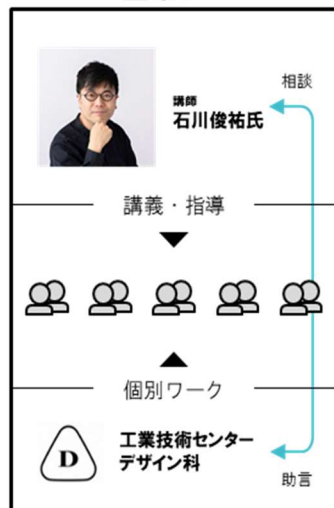 相談
講師
石川俊祐氏
講義・指導
個別ワーク
D
工業技術センター
デザイン科
助言